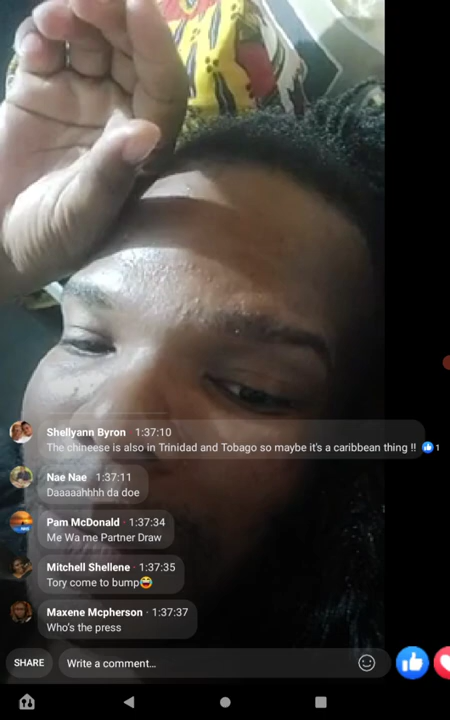 Shellyann Byron 1:37:10
The chineese is also in Trinidad and Tobago so maybe it's a caribbean thing !! 1
Nae Nae · 1:37:11
Daaaaahhhh da doe
Pam McDonald · 1:37:34
Me Wa me Partner Draw
Mitchell Shellene · 1:37:35
Tory come to bump😂
Maxene Mcpherson · 1:37:37
Who's the press
SHARE Write a comment...